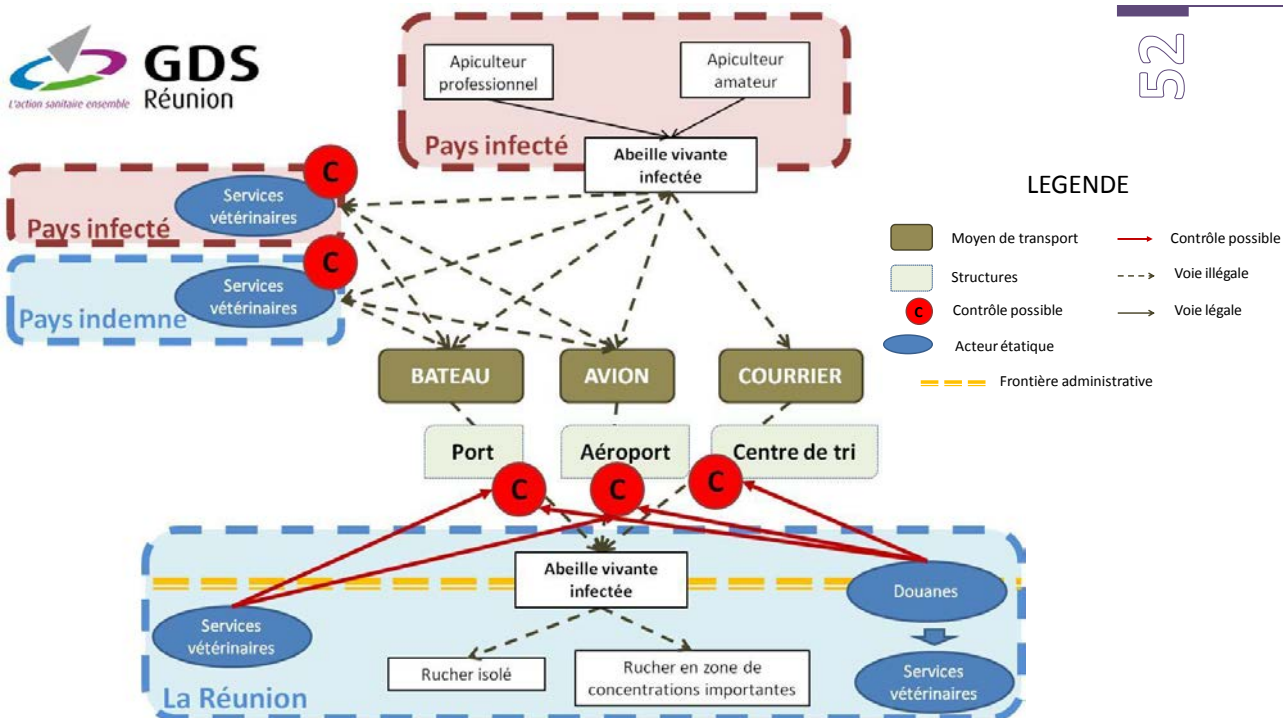 GDS
Réunion
L'action sanitaire ensemble
52
Apiculteur
professionnel
Apiculteur
amateur
Pays infecté
Abeille vivante
infectée
C
Services
vétérinaires
Pays infecté
C
Services
vétérinaires
Pays indemne
LEGENDE
Moyen de transport
Contrôle possible
Structures
Voie illégale
C
Contrôle possible
Voie légale
Acteur étatique
Frontière administrative
BATEAU
AVION
COURRIER
Port
Aéroport
Centre de tri
C
C
C
Abeille vivante
infectée
Douanes
Services
vétérinaires
Rucher isolé
Rucher en zone de
concentrations importantes
Services
vétérinaires
La Réunion